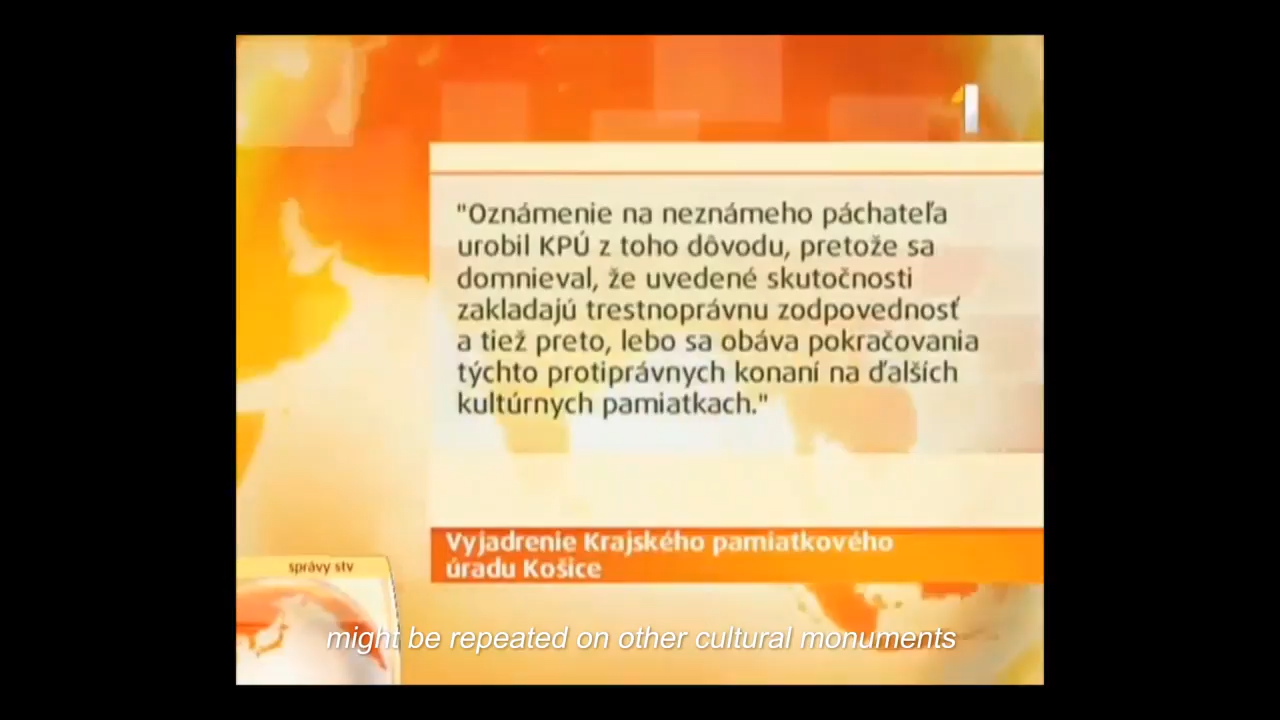 "Oznámenie na neznámeho páchateľa
urobil KPÚ z toho dôvodu, pretože sa
domnieval, že uvedené skutočnosti
zakladajú trestnoprávnu zodpovednosť
a tiež preto, lebo sa obáva pokračovania
týchto protiprávnych konaní na ďalších
kultúrnych pamiatkach."
Vyjadrenie Krajského pamiatkového
úradu Košice
správy stv
might be repeated on other cultural monuments